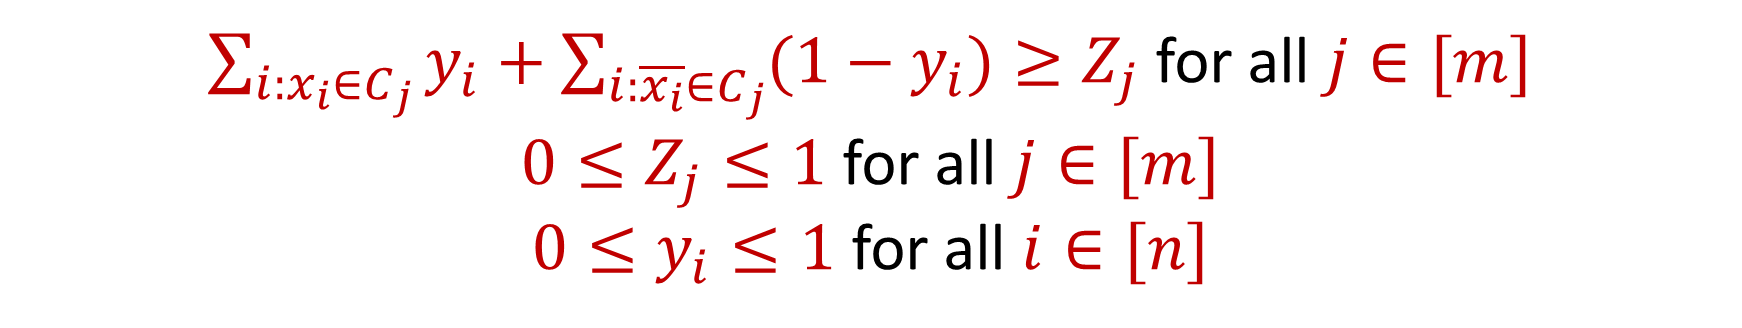 ∑_{i:x_i∈C_j} y_i + ∑_{i:\overline{x_i}∈C_j} (1 − y_i) ≥ Z_j for all j ∈ [m]
0 ≤ Z_j ≤ 1 for all j ∈ [m]
0 ≤ y_i ≤ 1 for all i ∈ [n]